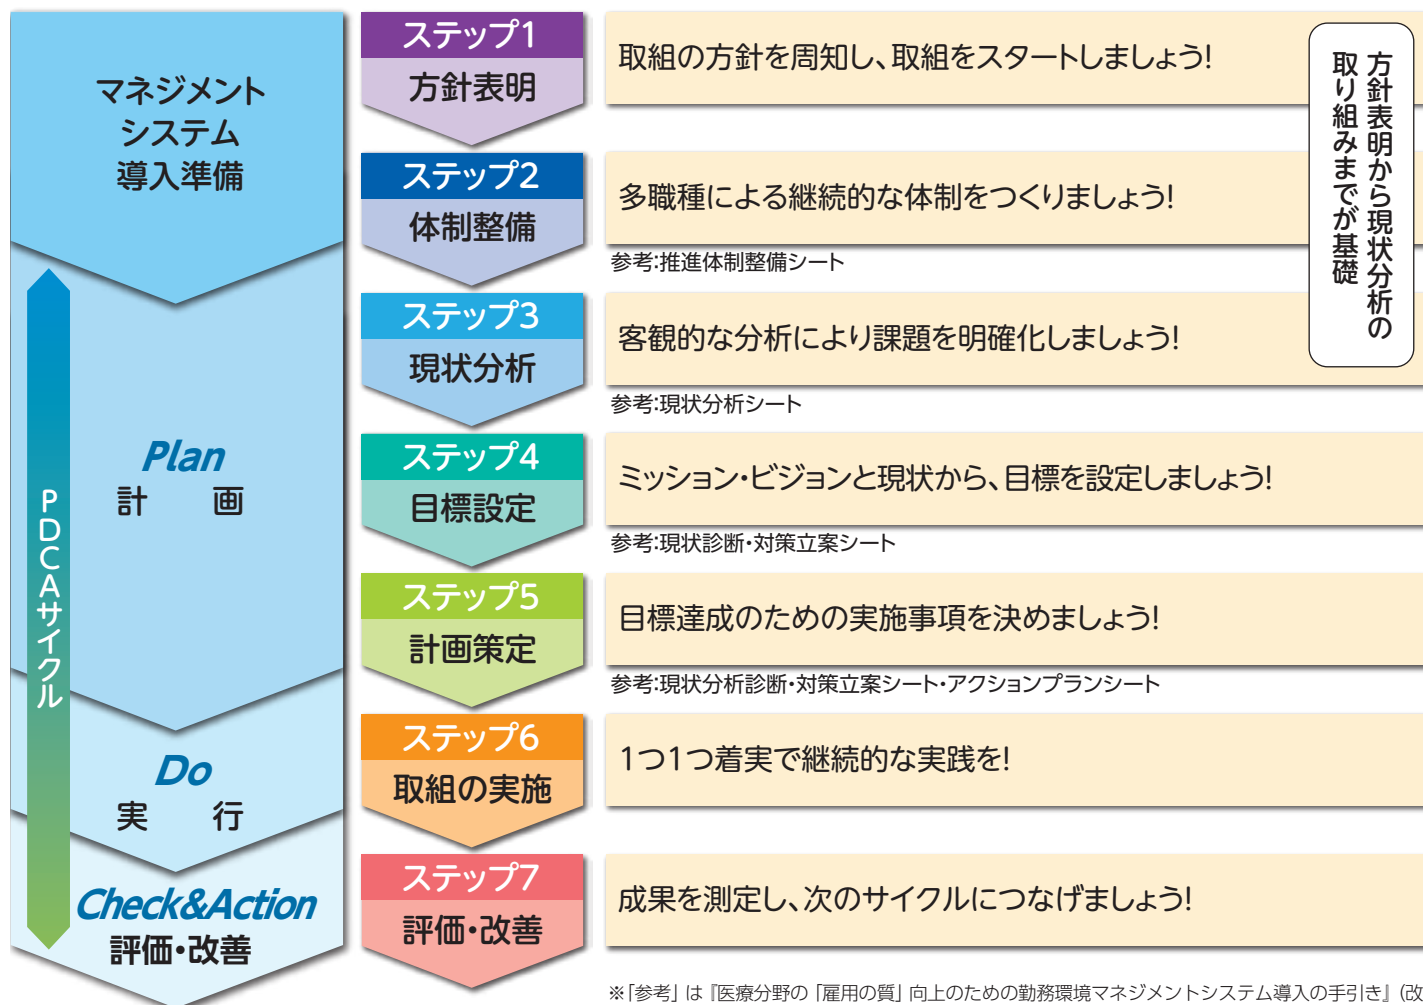 マネジメント
システム
導入準備
PDCAサイクル
Plan
計 画
Do
実 行
Check&Action
評価・改善
ステップ1
方針表明
取組の方針を周知し、取組をスタートしましょう!
ステップ2
体制整備
多職種による継続的な体制をつくりましょう!
参考:推進体制整備シート
ステップ3
現状分析
客観的な分析により課題を明確化しましょう!
参考:現状分析シート
方針表明から現状分析の
取り組みまでが基礎
ステップ4
目標設定
ミッション・ビジョンと現状から、目標を設定しましょう!
参考:現状診断・対策立案シート
ステップ5
計画策定
目標達成のための実施事項を決めましょう!
参考:現状分析診断・対策立案シート・アクションプランシート
ステップ6
取組の実施
1つ1つ着実で継続的な実践を!
ステップ7
評価・改善
成果を測定し、次のサイクルにつなげましょう!
※「参考」は『医療分野の「雇用の質」向上のための勤務環境マネジメントシステム導入の手引き』(改